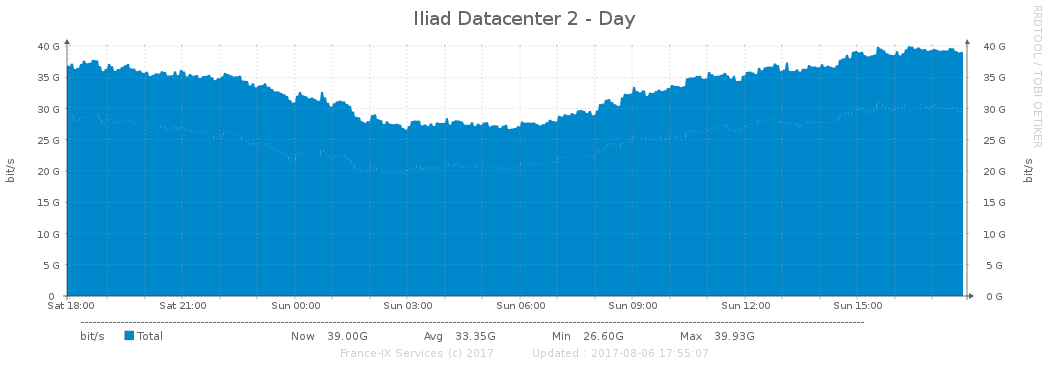 Iliad Datacenter 2 - Day
RRDTOOL / TOBI OETIKER
40 G 40 G
35 G 35 G
30 G 30 G
25 G 25 G
20 G 20 G
15 G 15 G
10 G 10 G
5 G 5 G
0 0 G
bit/s bit/s
Sat 18:00 Sat 21:00 Sun 00:00 Sun 03:00 Sun 06:00 Sun 09:00 Sun 12:00 Sun 15:00
bit/s Total Now 39.00G Avg 33.35G Min 26.60G Max 39.93G
France-IX Services (c) 2017 Updated : 2017-08-06 17:55:07